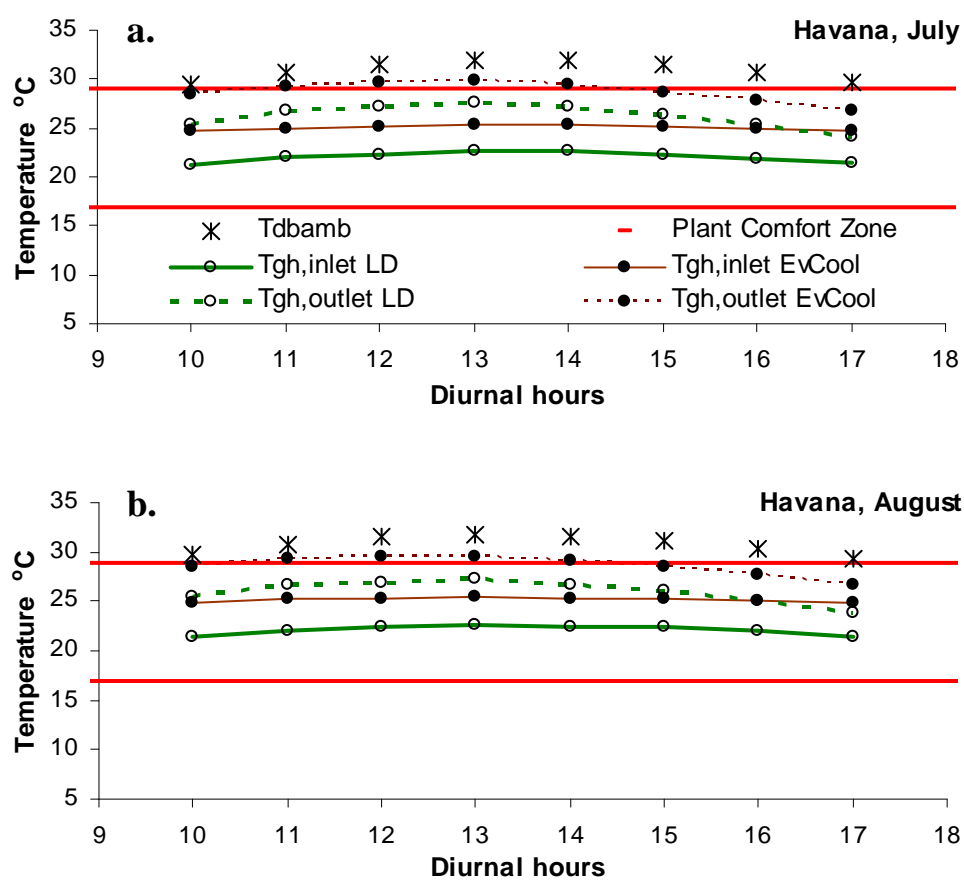 a.
Havana, July
35
30
25
20
15
10
5
Temperature °C
Tdbamb
Plant Comfort Zone
Tgh,inlet LD
Tgh,inlet EvCool
Tgh,outlet LD
Tgh,outlet EvCool
9 10 11 12 13 14 15 16 17 18
Diurnal hours
b.
Havana, August
35
30
25
20
15
10
5
Temperature °C
9 10 11 12 13 14 15 16 17 18
Diurnal hours